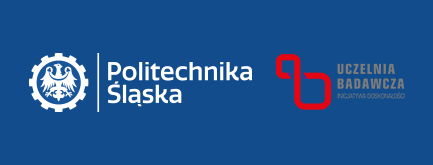 Politechnika
Śląska
UCZELNIA
BADAWCZA
INICJATYWA DOSKONAŁOŚCI